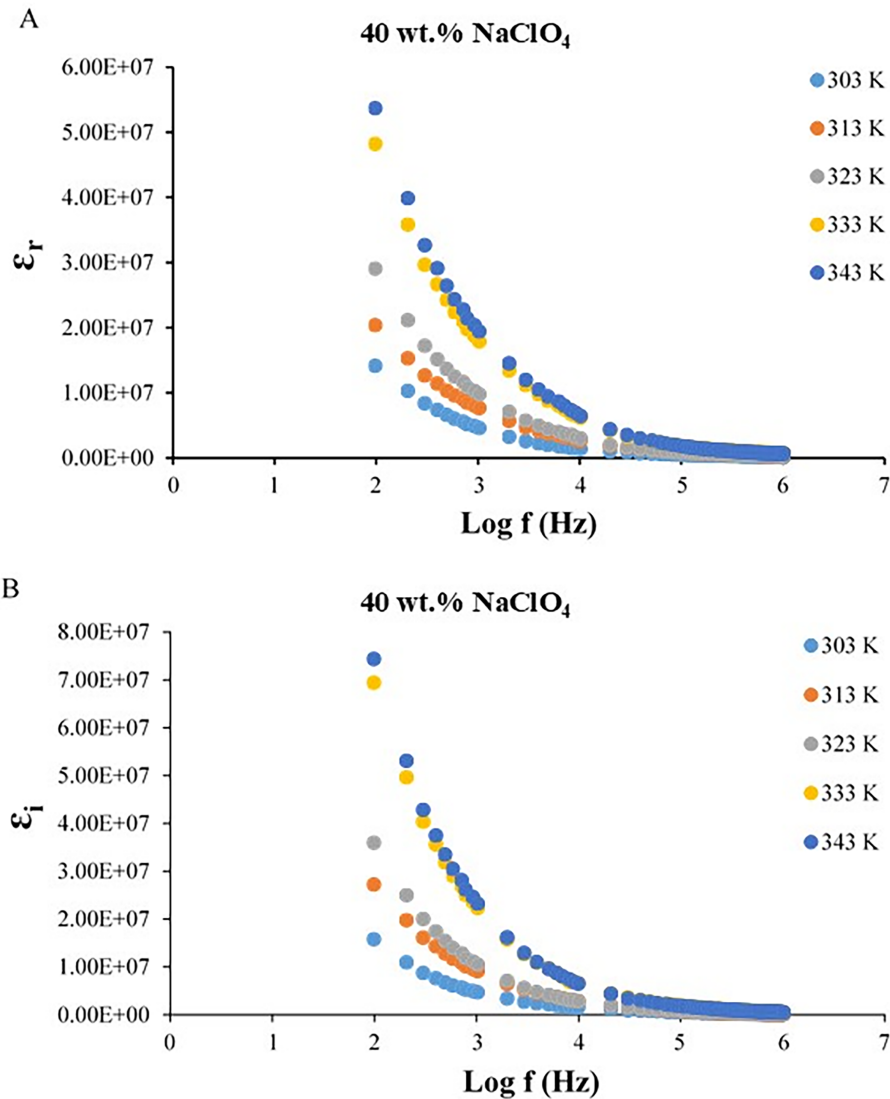 A
40 wt.% NaClO4
6.00E+07
5.00E+07
4.00E+07
3.00E+07
2.00E+07
1.00E+07
0.00E+00
εr
0 1 2 3 4 5 6 7
Log f (Hz)
303 K
313 K
323 K
333 K
343 K
B
40 wt.% NaClO4
8.00E+07
7.00E+07
6.00E+07
5.00E+07
4.00E+07
3.00E+07
2.00E+07
1.00E+07
0.00E+00
εi
0 1 2 3 4 5 6 7
Log f (Hz)
303 K
313 K
323 K
333 K
343 K